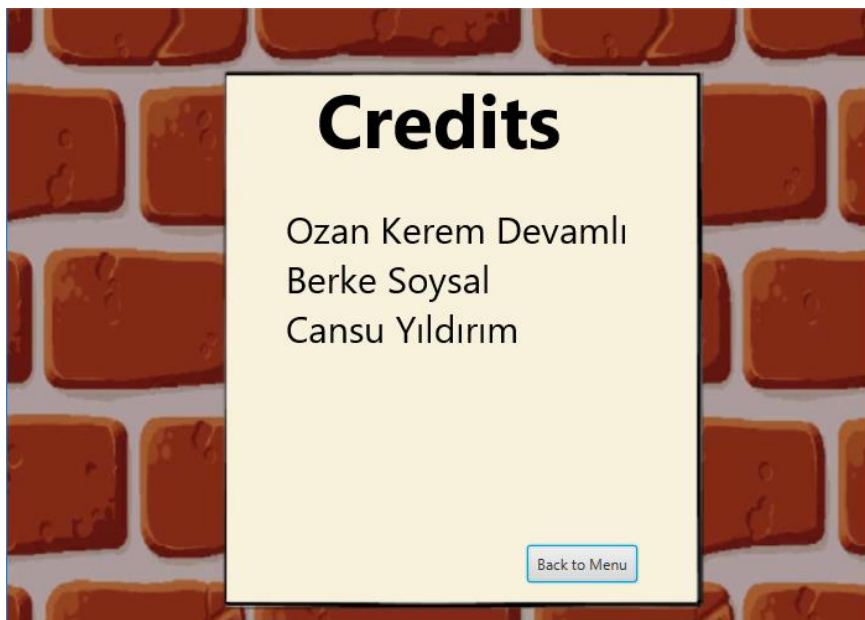 Credits
Ozan Kerem Devamlı
Berke Soysal
Cansu Yıldırım
Back to Menu